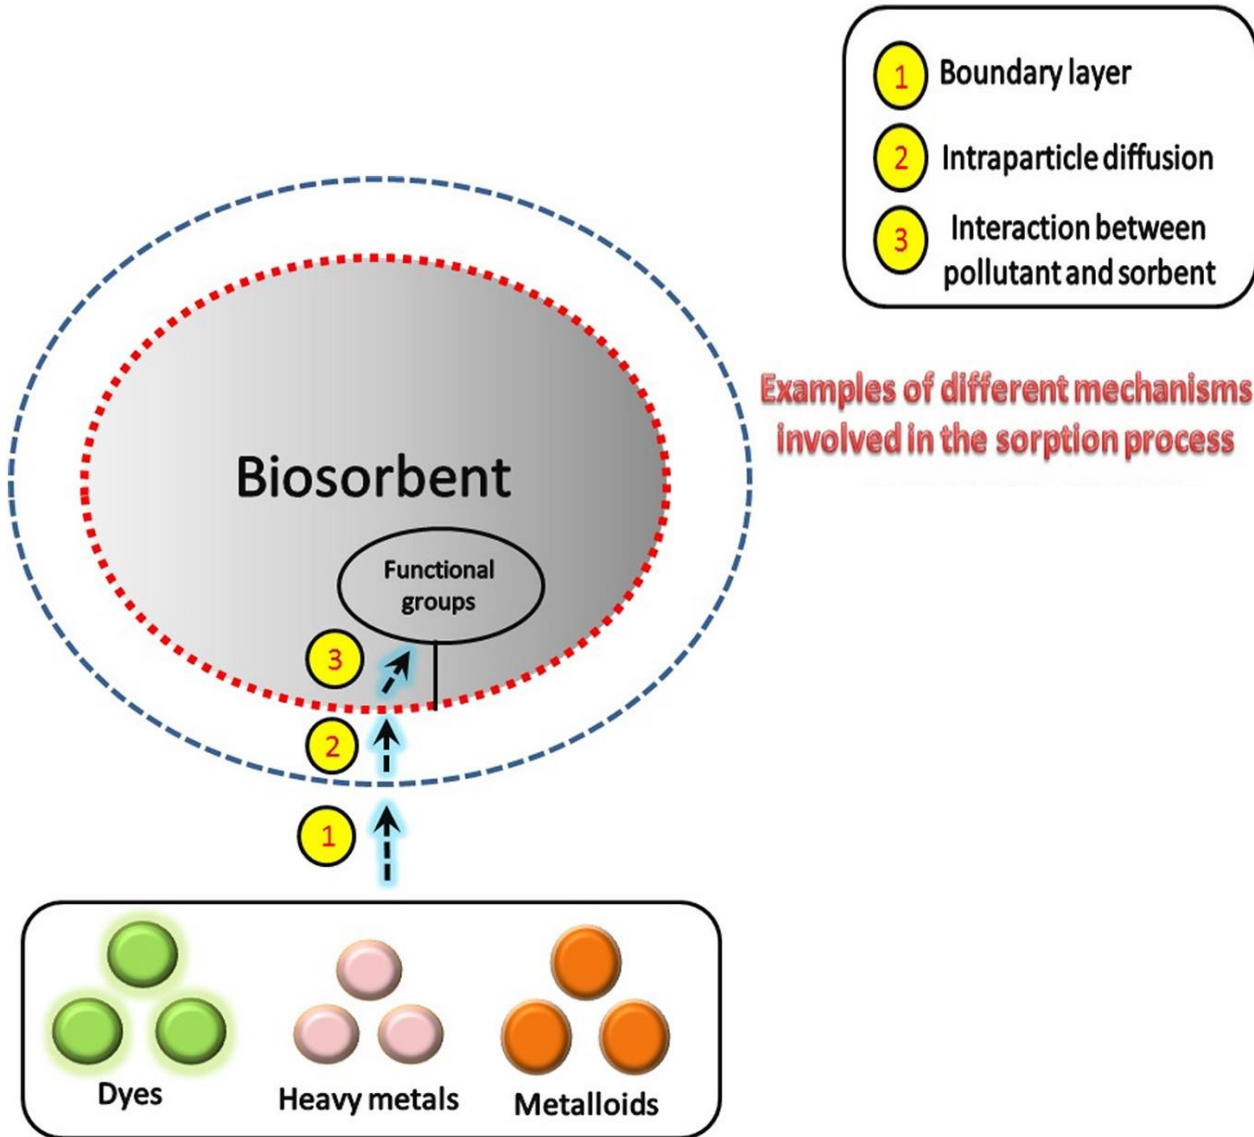 1 Boundary layer
2 Intraparticle diffusion
3 Interaction between
pollutant and sorbent
Examples of different mechanisms
involved in the sorption process
Biosorbent
Functional
groups
3
2
1
Dyes
Heavy metals
Metalloids